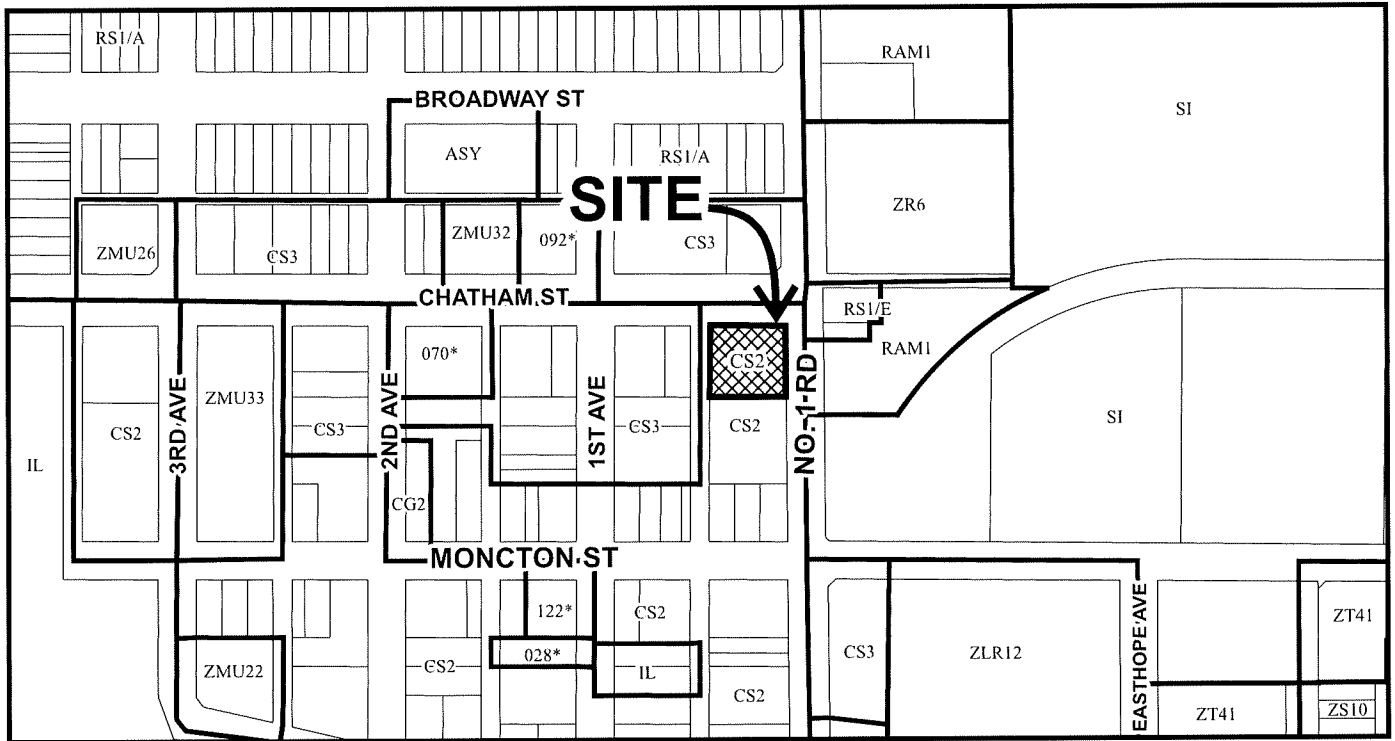 RS1/A
RAM1
SI
BROADWAY ST
ASY
RS1/A
SITE
ZR6
ZMU26
CS3
ZMU32
092*
CS3
CHATHAM ST
RS1/E
RAM1
070*
CS2
3RD AVE
ZMU33
CS2
CS3
2ND AVE
1ST AVE
CS3
CS2
NO. 1 RD
SI
IL
CG2
MONCTON ST
122*
CS2
028*
IL
CS2
ZMU22
CS2
CS3
ZLR12
EASTHOPE AVE
ZT41
ZT41
ZS10